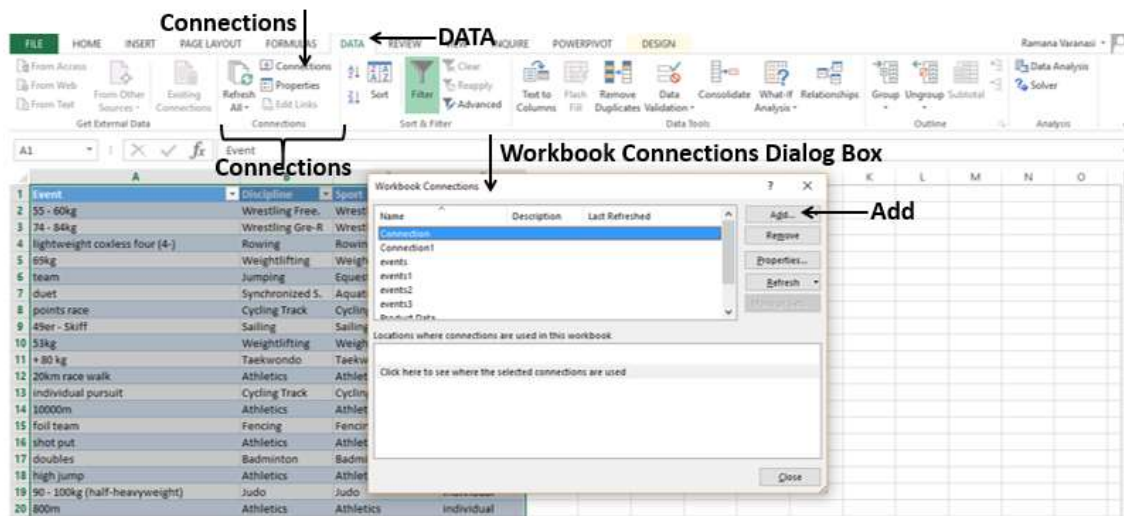 Connections
DATA
FILE HOME INSERT PAGE LAYOUT FORMULAS DATA REVIEW INQUIRE POWERPIVOT DESIGN Ramana Varanasi
From Access
From Web
From Text
From Other Sources
Existing Connections
Get External Data
Refresh All
Connections
Properties
Edit Links
Connections
Sort
Filter
Clear
Reapply
Advanced
Sort & Filter
Text to Columns
Flash Fill
Remove Duplicates
Data Validation
Consolidate
What-If Analysis
Relationships
Data Tools
Group
Ungroup
Subtotal
Outline
Data Analysis
Solver
Analysis
A1 fx Event
Connections
Workbook Connections Dialog Box
Add
A K L M N O
1 Event Discipline Sport
2 55 - 60kg Wrestling Free. Wrest
3 74 - 84kg Wrestling Gre-R Wrest
4 lightweight coxless four (4-) Rowing Rowin
5 69kg Weightlifting Weigh
6 team Jumping Eques
7 duet Synchronized S. Aquat
8 points race Cycling Track Cyclin
9 49er - Skiff Sailing Sailing
10 53kg Weightlifting Weigh
11 + 80 kg Taekwondo Taekw
12 20km race walk Athletics Athlet
13 individual pursuit Cycling Track Cyclin
14 10000m Athletics Athlet
15 foil team Fencing Fencin
16 shot put Athletics Athlet
17 doubles Badminton Badmi
18 high jump Athletics Athlet
19 90 - 100kg (half-heavyweight) Judo Judo
20 800m Athletics Athletics individual
Workbook Connections ? ×
Name Description Last Refreshed
Connection
Connection1
events
events1
events2
events3
Product Data
Add...
Remove
Properties...
Refresh
Locations where connections are used in this workbook
Click here to see where the selected connections are used
Close